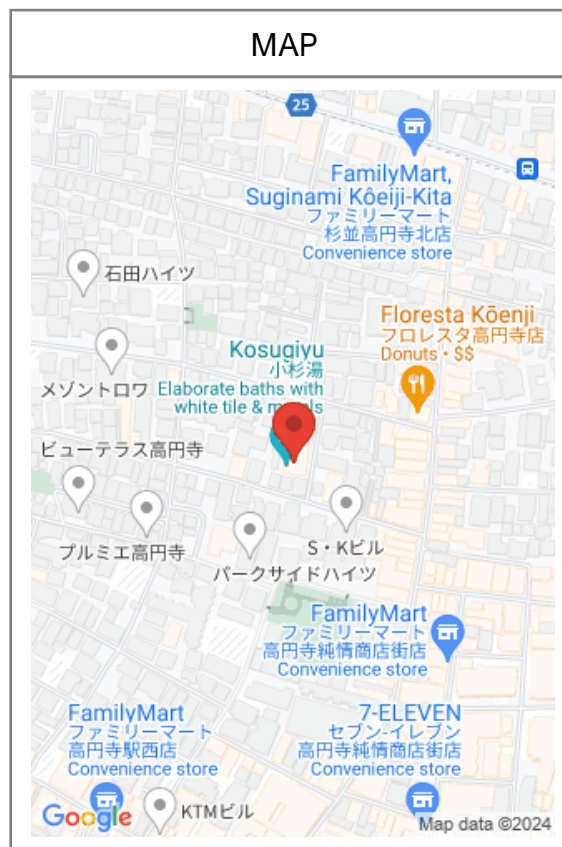 MAP
25
FamilyMart,
Suginami Kôeiji-Kita
ファミリーマート
杉並高円寺北店
Convenience store
石田ハイツ
Floresta Kōenji
フロレスタ高円寺店
Donuts • $$
Kosugiyu
小杉湯
Elaborate baths with
white tile & murals
メゾントロワ
ビューテラス高円寺
プルミエ高円寺
S・Kビル
パークサイドハイツ
FamilyMart
ファミリーマート
高円寺純情商店街店
Convenience store
FamilyMart
ファミリーマート
高円寺駅西店
Convenience store
7-ELEVEN
セブン-イレブン
高円寺純情商店街店
Convenience store
KTMビル
Google
Map data ©2024